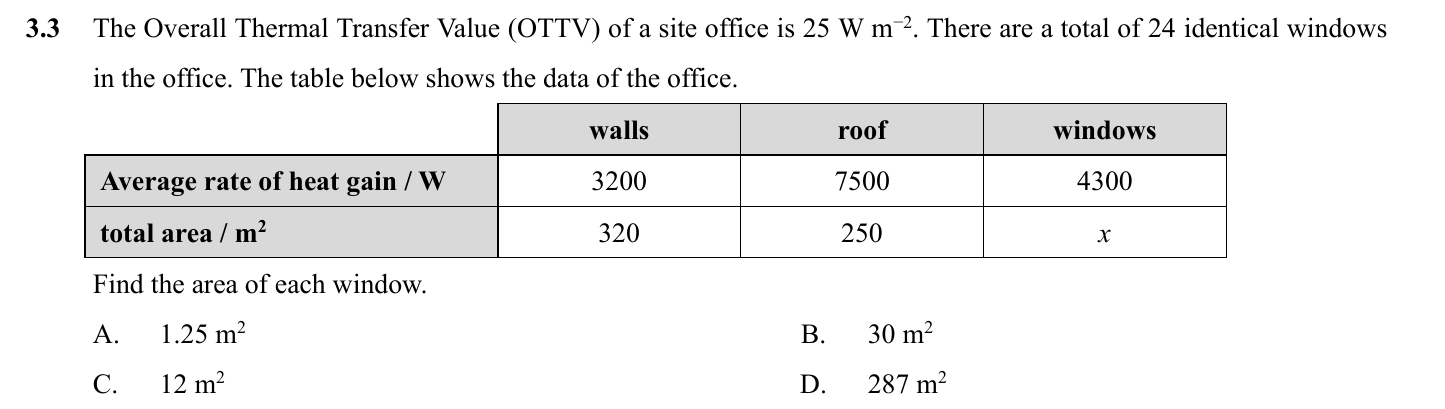 3.3 The Overall Thermal Transfer Value (OTTV) of a site office is 25 W m⁻². There are a total of 24 identical windows
in the office. The table below shows the data of the office.
walls roof windows
Average rate of heat gain / W 3200 7500 4300
total area / m² 320 250 x
Find the area of each window.
A. 1.25 m² B. 30 m²
C. 12 m² D. 287 m²